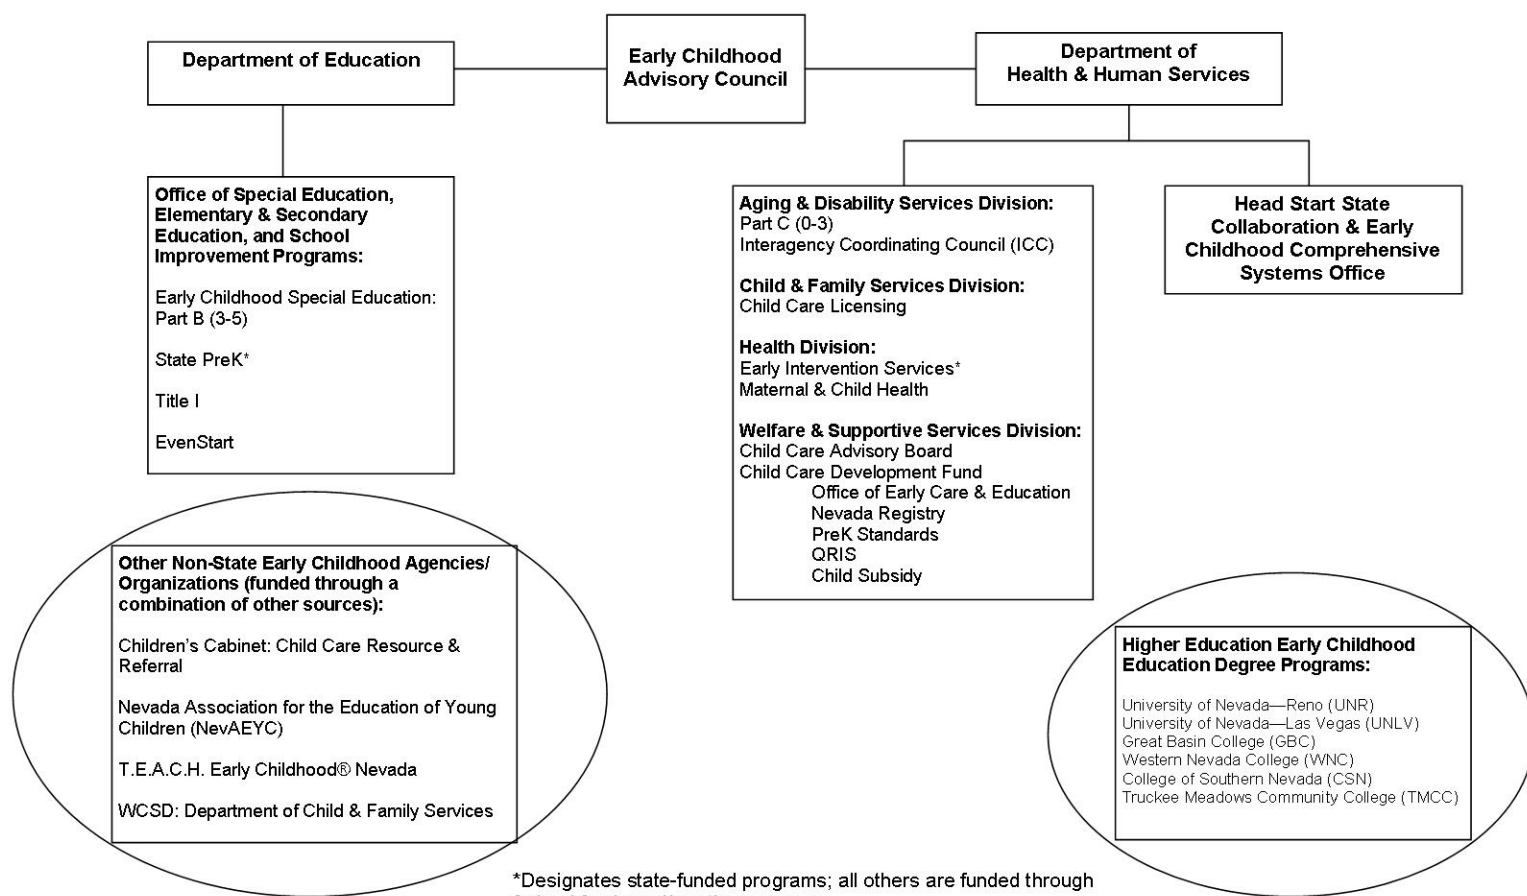 Department of Education
Early Childhood
Advisory Council
Department of
Health & Human Services
Office of Special Education,
Elementary & Secondary
Education, and School
Improvement Programs:
Early Childhood Special Education:
Part B (3-5)
State PreK*
Title I
EvenStart
Aging & Disability Services Division:
Part C (0-3)
Interagency Coordinating Council (ICC)
Child & Family Services Division:
Child Care Licensing
Health Division:
Early Intervention Services*
Maternal & Child Health
Welfare & Supportive Services Division:
Child Care Advisory Board
Child Care Development Fund
Office of Early Care & Education
Nevada Registry
PreK Standards
QRIS
Child Subsidy
Head Start State
Collaboration & Early
Childhood Comprehensive
Systems Office
Other Non-State Early Childhood Agencies/
Organizations (funded through a
combination of other sources):
Children's Cabinet: Child Care Resource &
Referral
Nevada Association for the Education of Young
Children (NevAEYC)
T.E.A.C.H. Early Childhood® Nevada
WCSD: Department of Child & Family Services
Higher Education Early Childhood
Education Degree Programs:
University of Nevada—Reno (UNR)
University of Nevada—Las Vegas (UNLV)
Great Basin College (GBC)
Western Nevada College (WNC)
College of Southern Nevada (CSN)
Truckee Meadows Community College (TMCC)
*Designates state-funded programs; all others are funded through